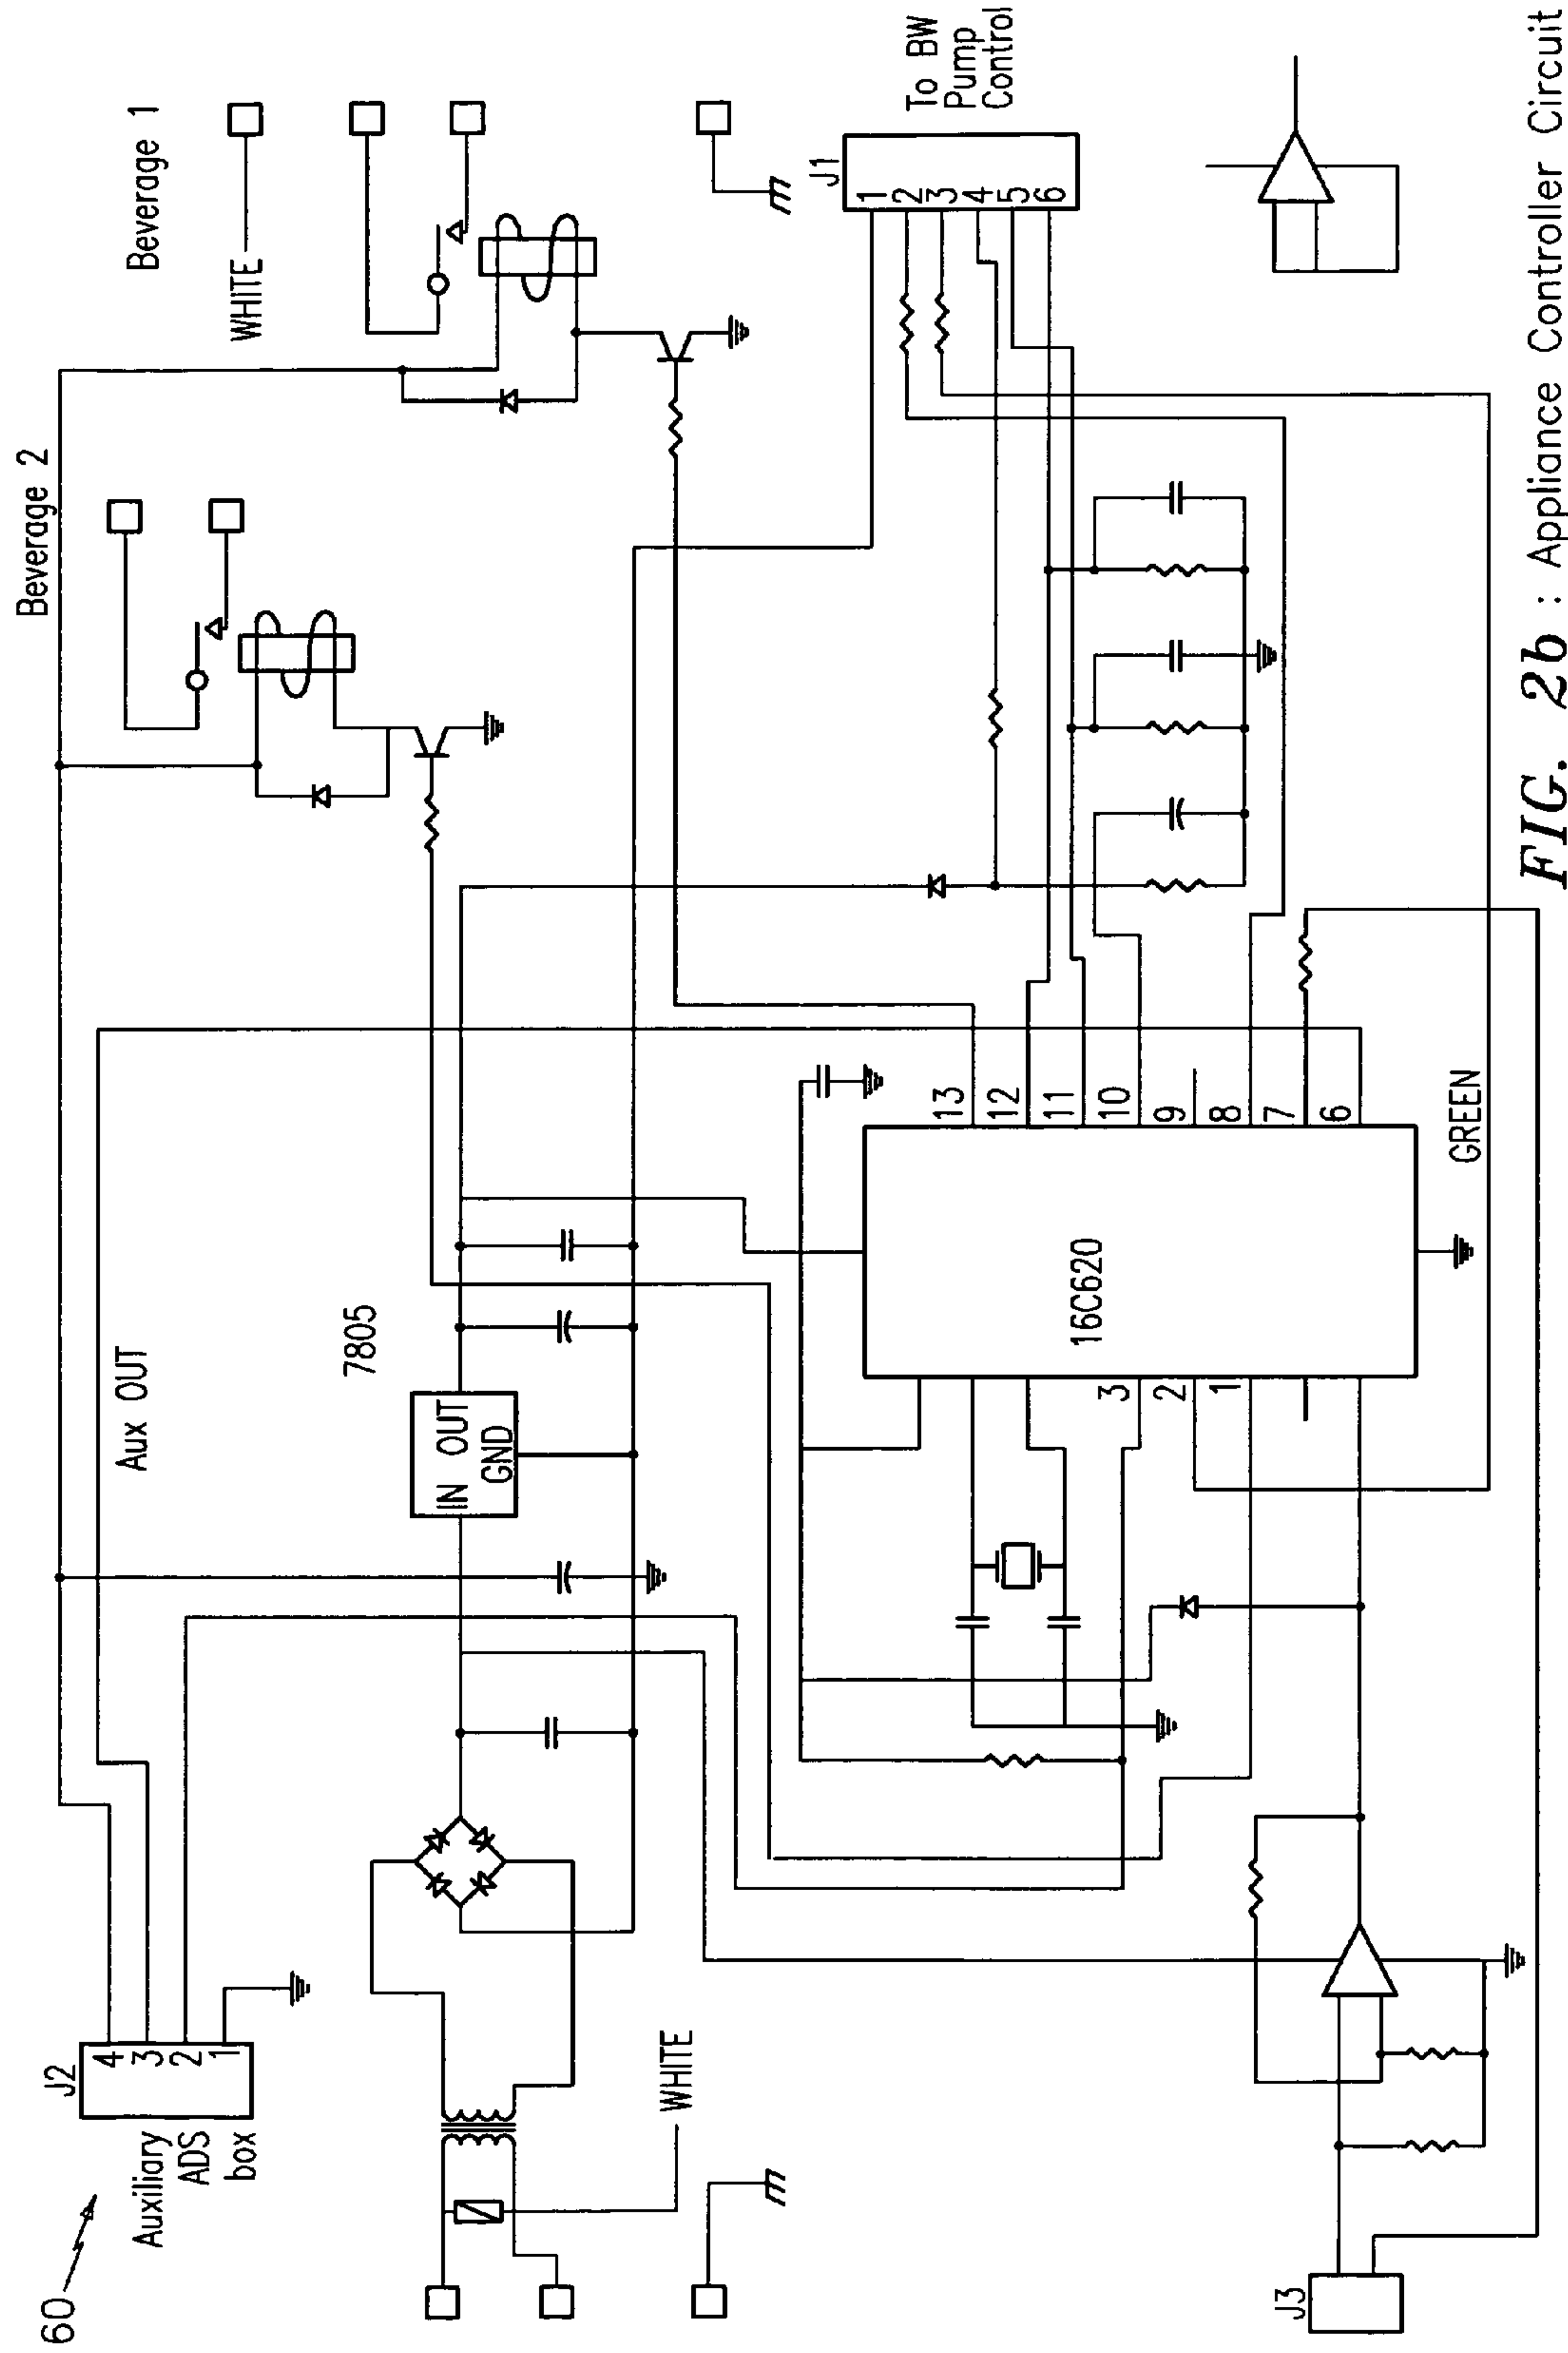 60
J2
4
3
2
1
Auxiliary
ADS
box
Aux OUT
Beverage 2
Beverage 1
WHITE
7805
IN OUT
GND
WHITE
J1
1
2
3
4
5
6
To BW
Pump
Control
16C620
3
2
1
13
12
11
10
9
8
7
6
GREEN
J3
FIG. 2b : Appliance Controller Circuit